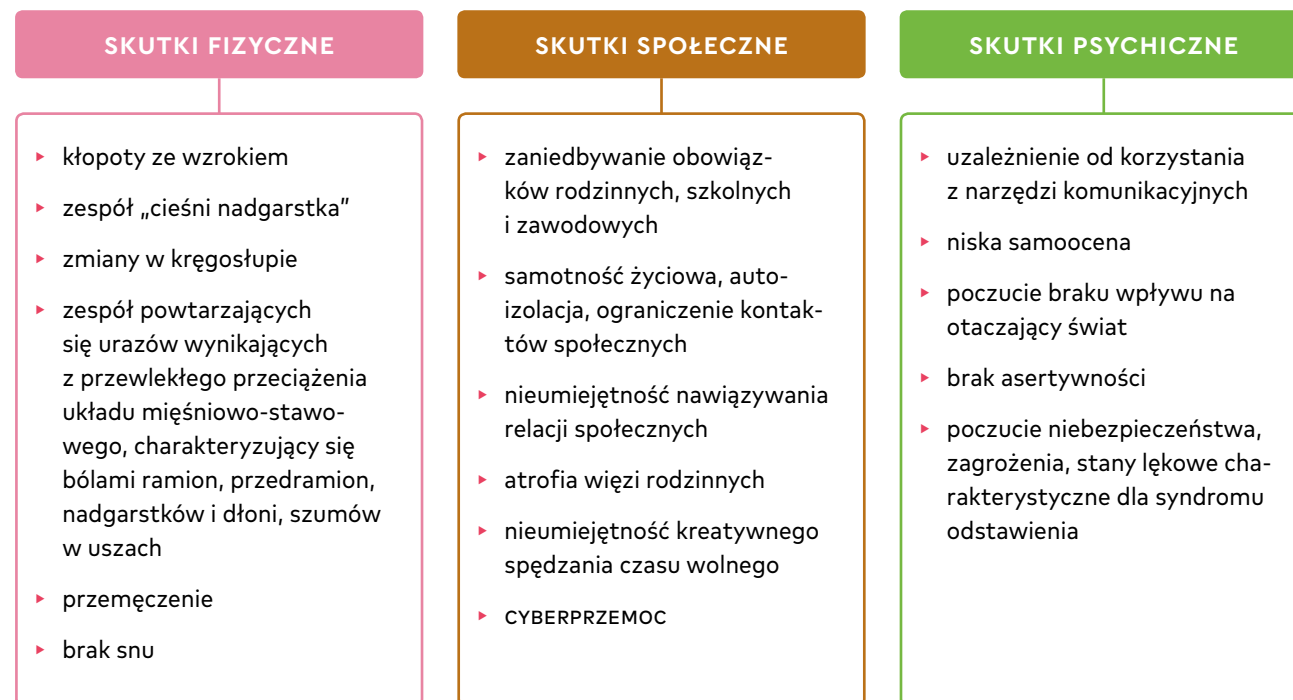 SKUTKI FIZYCZNE
kłopoty ze wzrokiem
zespół „cieśni nadgarstka”
zmiany w kręgosłupie
zespół powtarzających
się urazów wynikających
z przewlekłego przeciążenia
układu mięśniowo-stawo-
wego, charakteryzujący się
bólami ramion, przedramion,
nadgarstków i dłoni, szumów
w uszach
przemęczenie
brak snu
SKUTKI SPOŁECZNE
zaniedbywanie obowiąz-
ków rodzinnych, szkolnych
i zawodowych
samotność życiowa, auto-
izolacja, ograniczenie kontak-
tów społecznych
nieumiejętność nawiązywania
relacji społecznych
atrofia więzi rodzinnych
nieumiejętność kreatywnego
spędzania czasu wolnego
CYBERPRZEMOC
SKUTKI PSYCHICZNE
uzależnienie od korzystania
z narzędzi komunikacyjnych
niska samoocena
poczucie braku wpływu na
otaczający świat
brak asertywności
poczucie niebezpieczeństwa,
zagrożenia, stany lękowe cha-
rakterystyczne dla syndromu
odstawienia